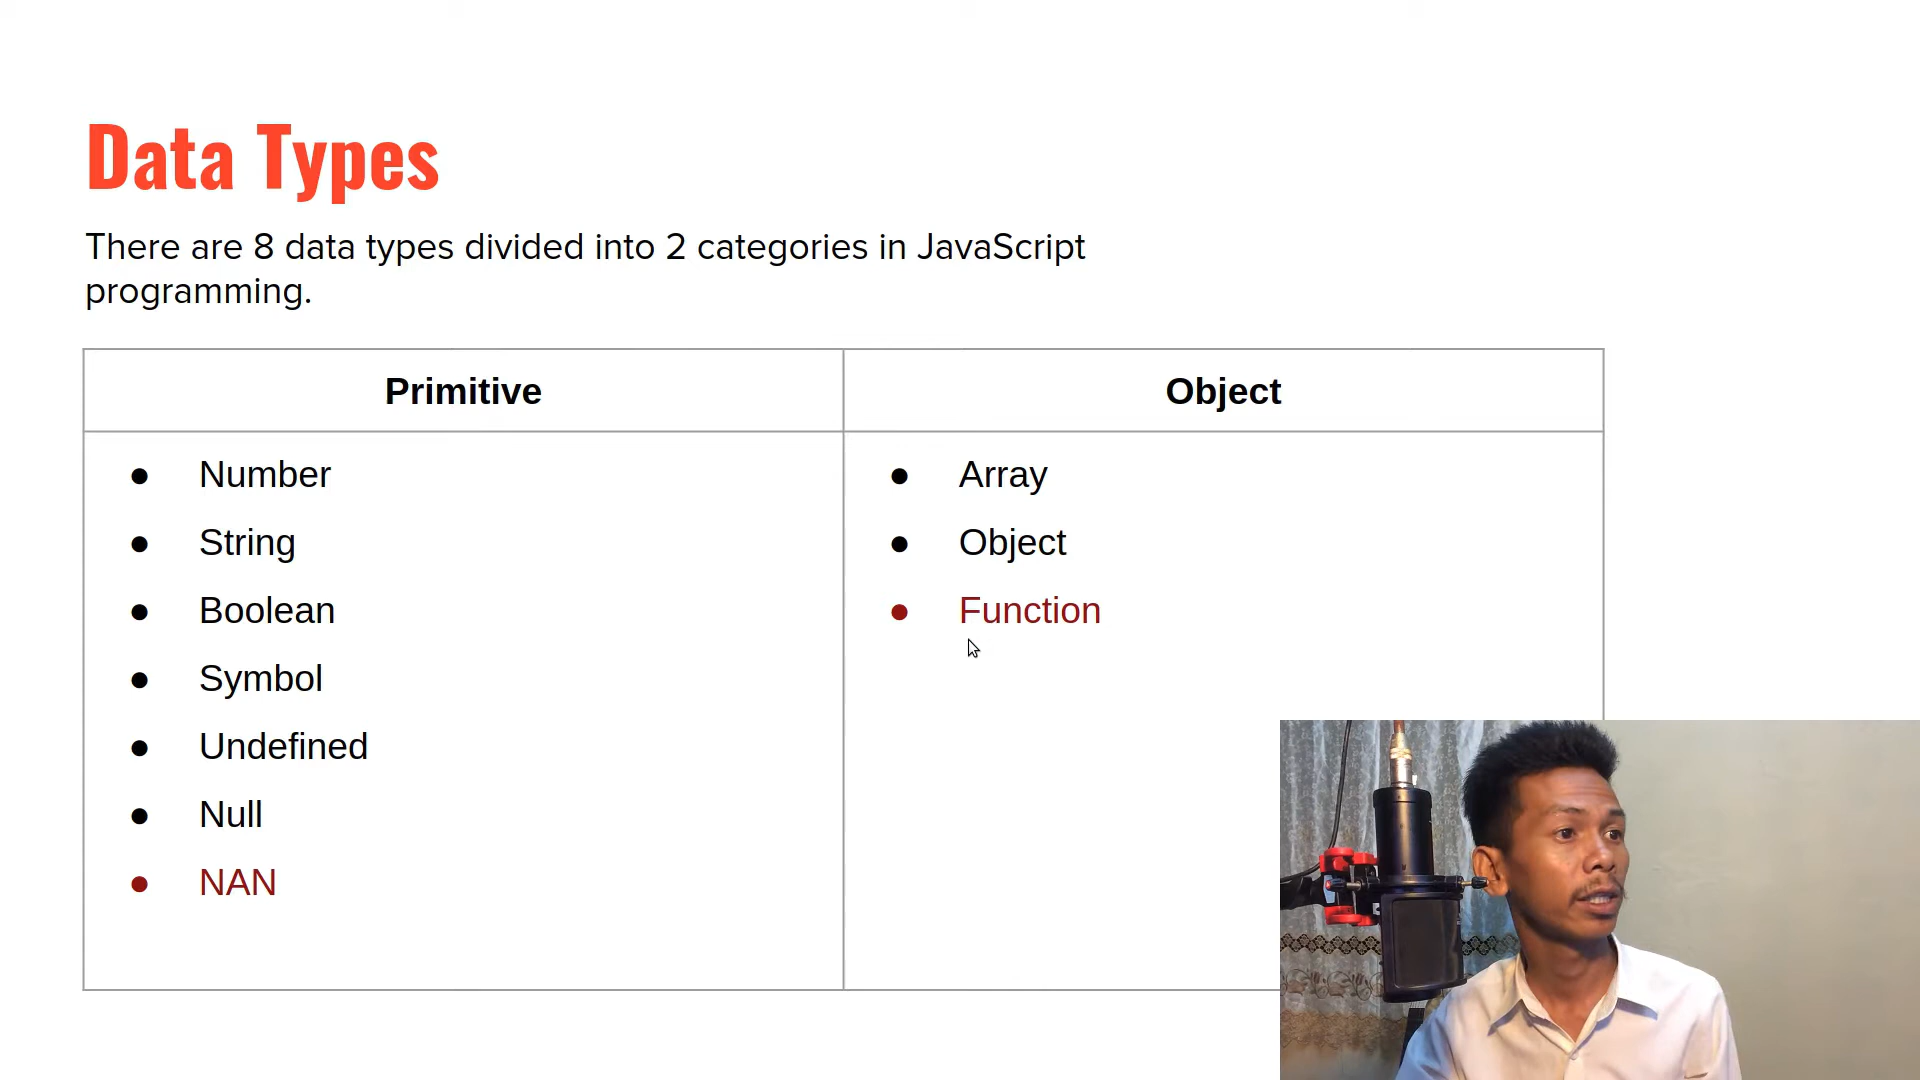 Data Types
There are 8 data types divided into 2 categories in JavaScript
programming.
Primitive
Object
● Number
● String
● Boolean
● Symbol
● Undefined
● Null
● NAN
● Array
● Object
● Function